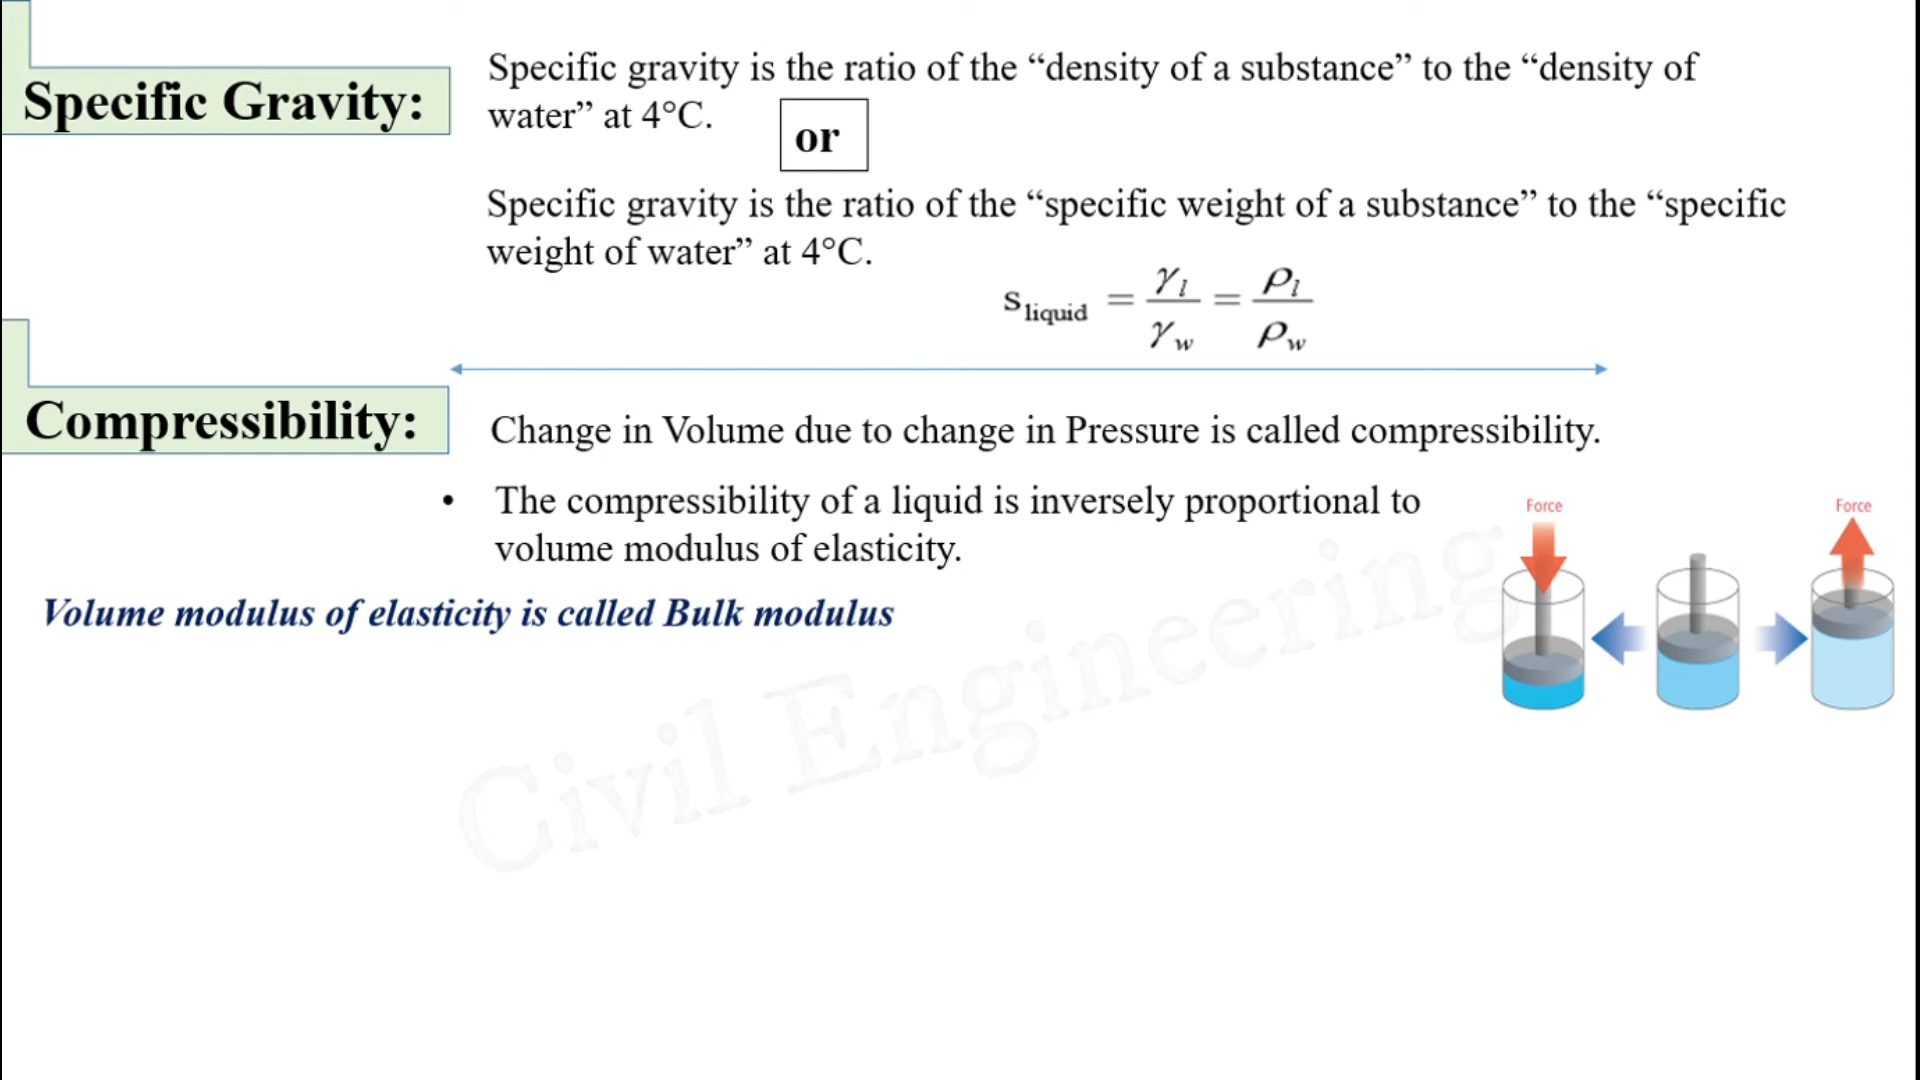 Specific Gravity:
Specific gravity is the ratio of the “density of a substance” to the “density of
water” at 4°C.
or
Specific gravity is the ratio of the “specific weight of a substance” to the “specific
weight of water” at 4°C.
s_liquid = γ_l / γ_w = ρ_l / ρ_w
Compressibility:
Change in Volume due to change in Pressure is called compressibility.
• The compressibility of a liquid is inversely proportional to
volume modulus of elasticity.
Force
Force
Volume modulus of elasticity is called Bulk modulus
Civil Engineering